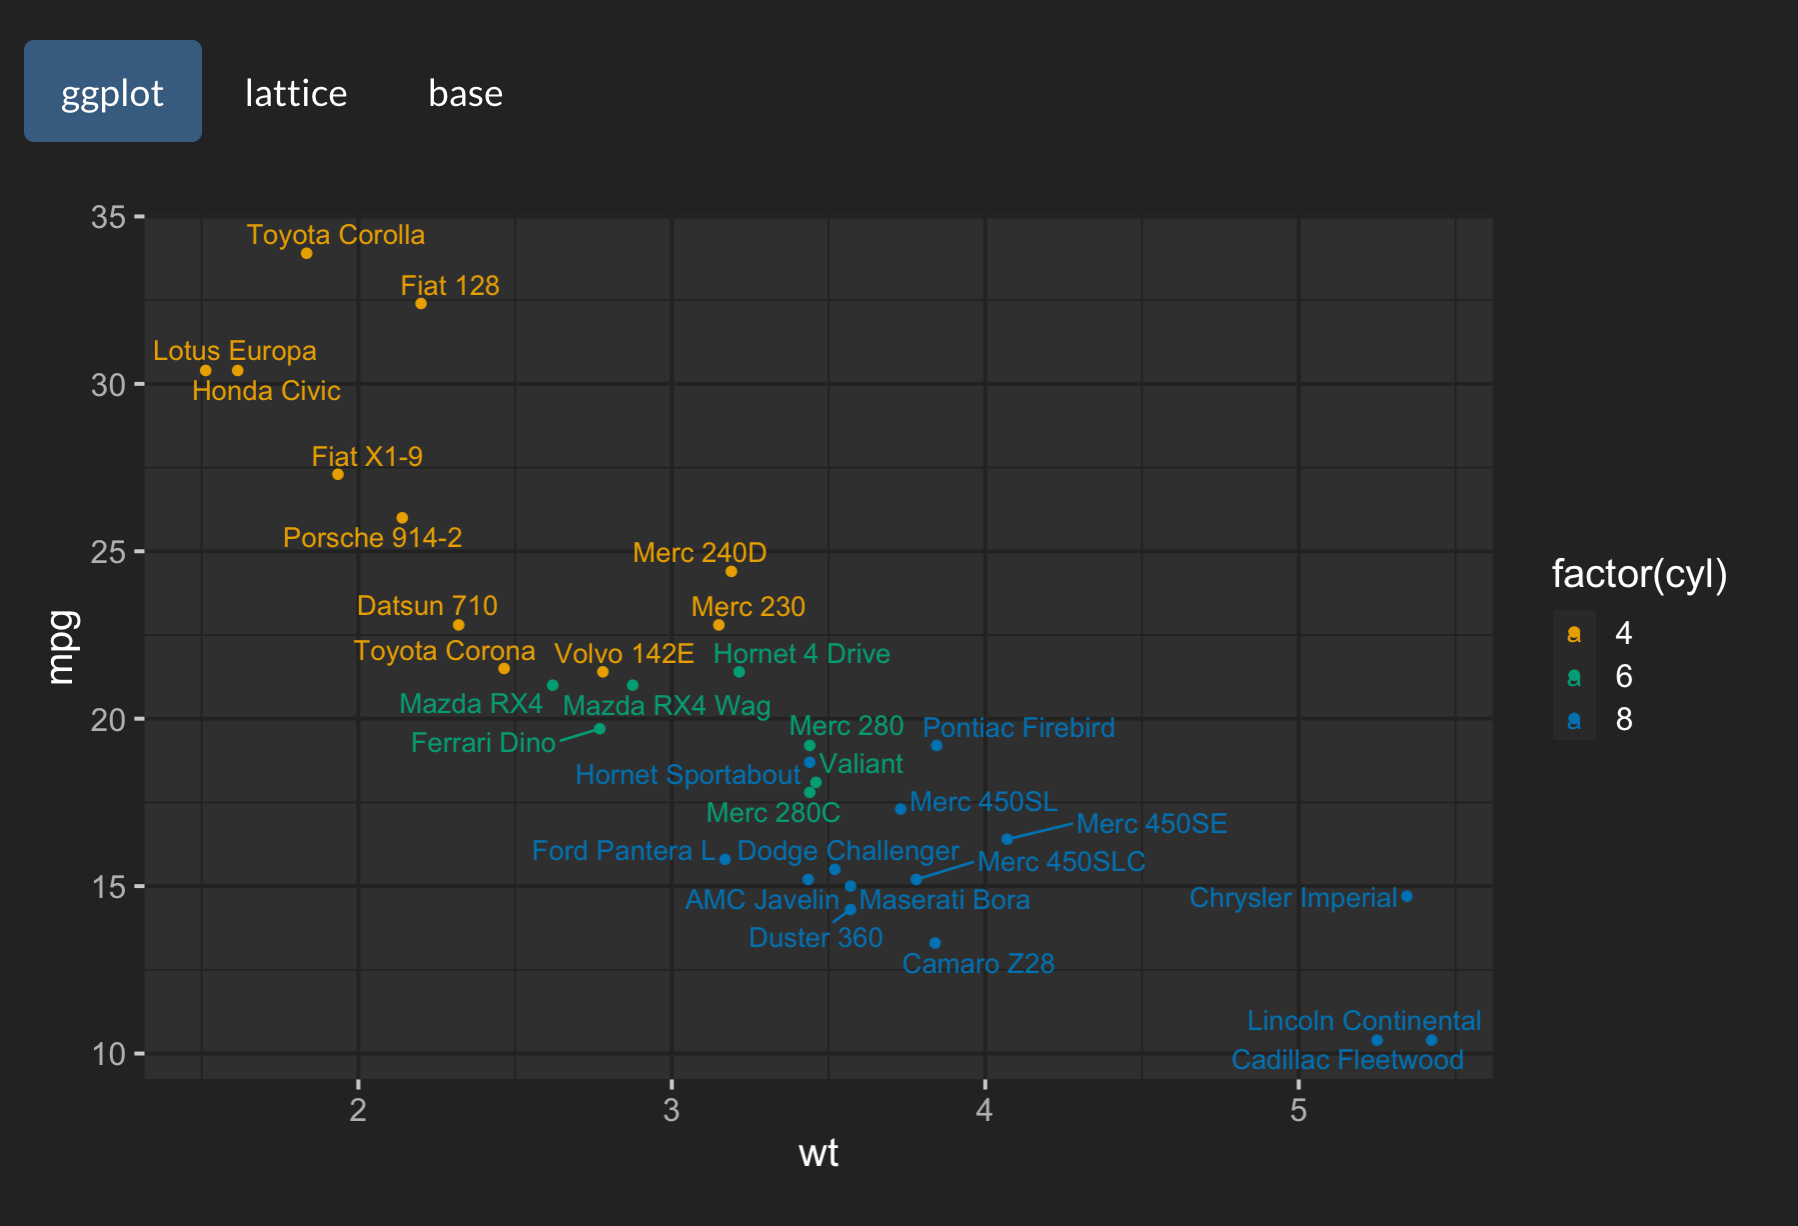 ggplot lattice base
35
Toyota Corolla
Fiat 128
Lotus Europa
30
Honda Civic
Fiat X1-9
Porsche 914-2
25
Merc 240D
factor(cyl)
Datsun 710
Merc 230
a 4
mpg
Toyota Corona
Volvo 142E
Hornet 4 Drive
a 6
Mazda RX4
Mazda RX4 Wag
20
Merc 280
Pontiac Firebird
a 8
Ferrari Dino
Valiant
Hornet Sportabout
Merc 450SL
Merc 280C
Merc 450SE
Ford Pantera L
Dodge Challenger
Merc 450SLC
15
AMC Javelin
Maserati Bora
Chrysler Imperial
Duster 360
Camaro Z28
Lincoln Continental
10
Cadillac Fleetwood
2 3 4 5
wt